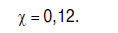 χ = 0,12.